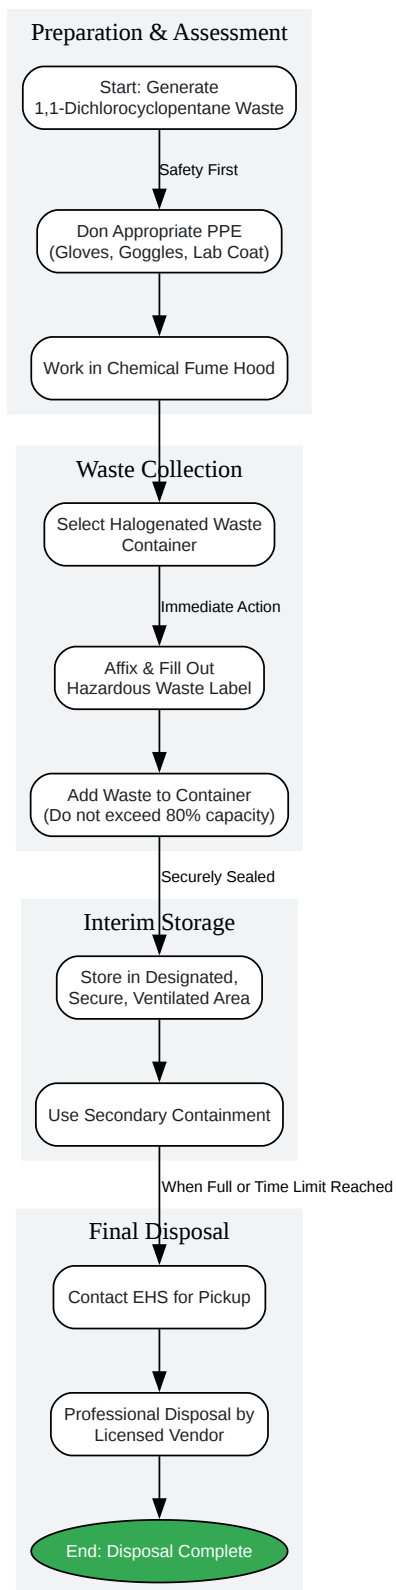 Preparation & Assessment
Start: Generate
1,1-Dichlorocyclopentane Waste
Safety First
Don Appropriate PPE
(Gloves, Goggles, Lab Coat)
Work in Chemical Fume Hood
Waste Collection
Select Halogenated Waste
Container
Immediate Action
Affix & Fill Out
Hazardous Waste Label
Add Waste to Container
(Do not exceed 80% capacity)
Securely Sealed
Interim Storage
Store in Designated,
Secure, Ventilated Area
Use Secondary Containment
When Full or Time Limit Reached
Final Disposal
Contact EHS for Pickup
Professional Disposal by
Licensed Vendor
End: Disposal Complete